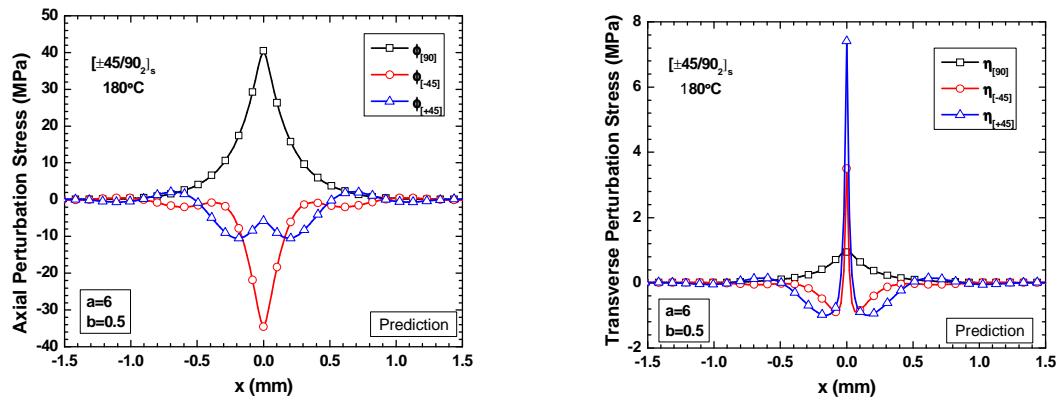 Axial Perturbation Stress (MPa)
50
40
30
20
10
0
-10
-20
-30
-40
[±45/90₂]ₛ
180°C
ϕ[90]
ϕ[-45]
ϕ[+45]
a=6
b=0.5
Prediction
-1.5 -1.0 -0.5 0.0 0.5 1.0 1.5
x (mm)
Transverse Perturbation Stress (MPa)
8
6
4
2
0
-2
[±45/90₂]ₛ
180°C
η[90]
η[-45]
η[+45]
a=6
b=0.5
Prediction
-1.5 -1.0 -0.5 0.0 0.5 1.0 1.5
x (mm)